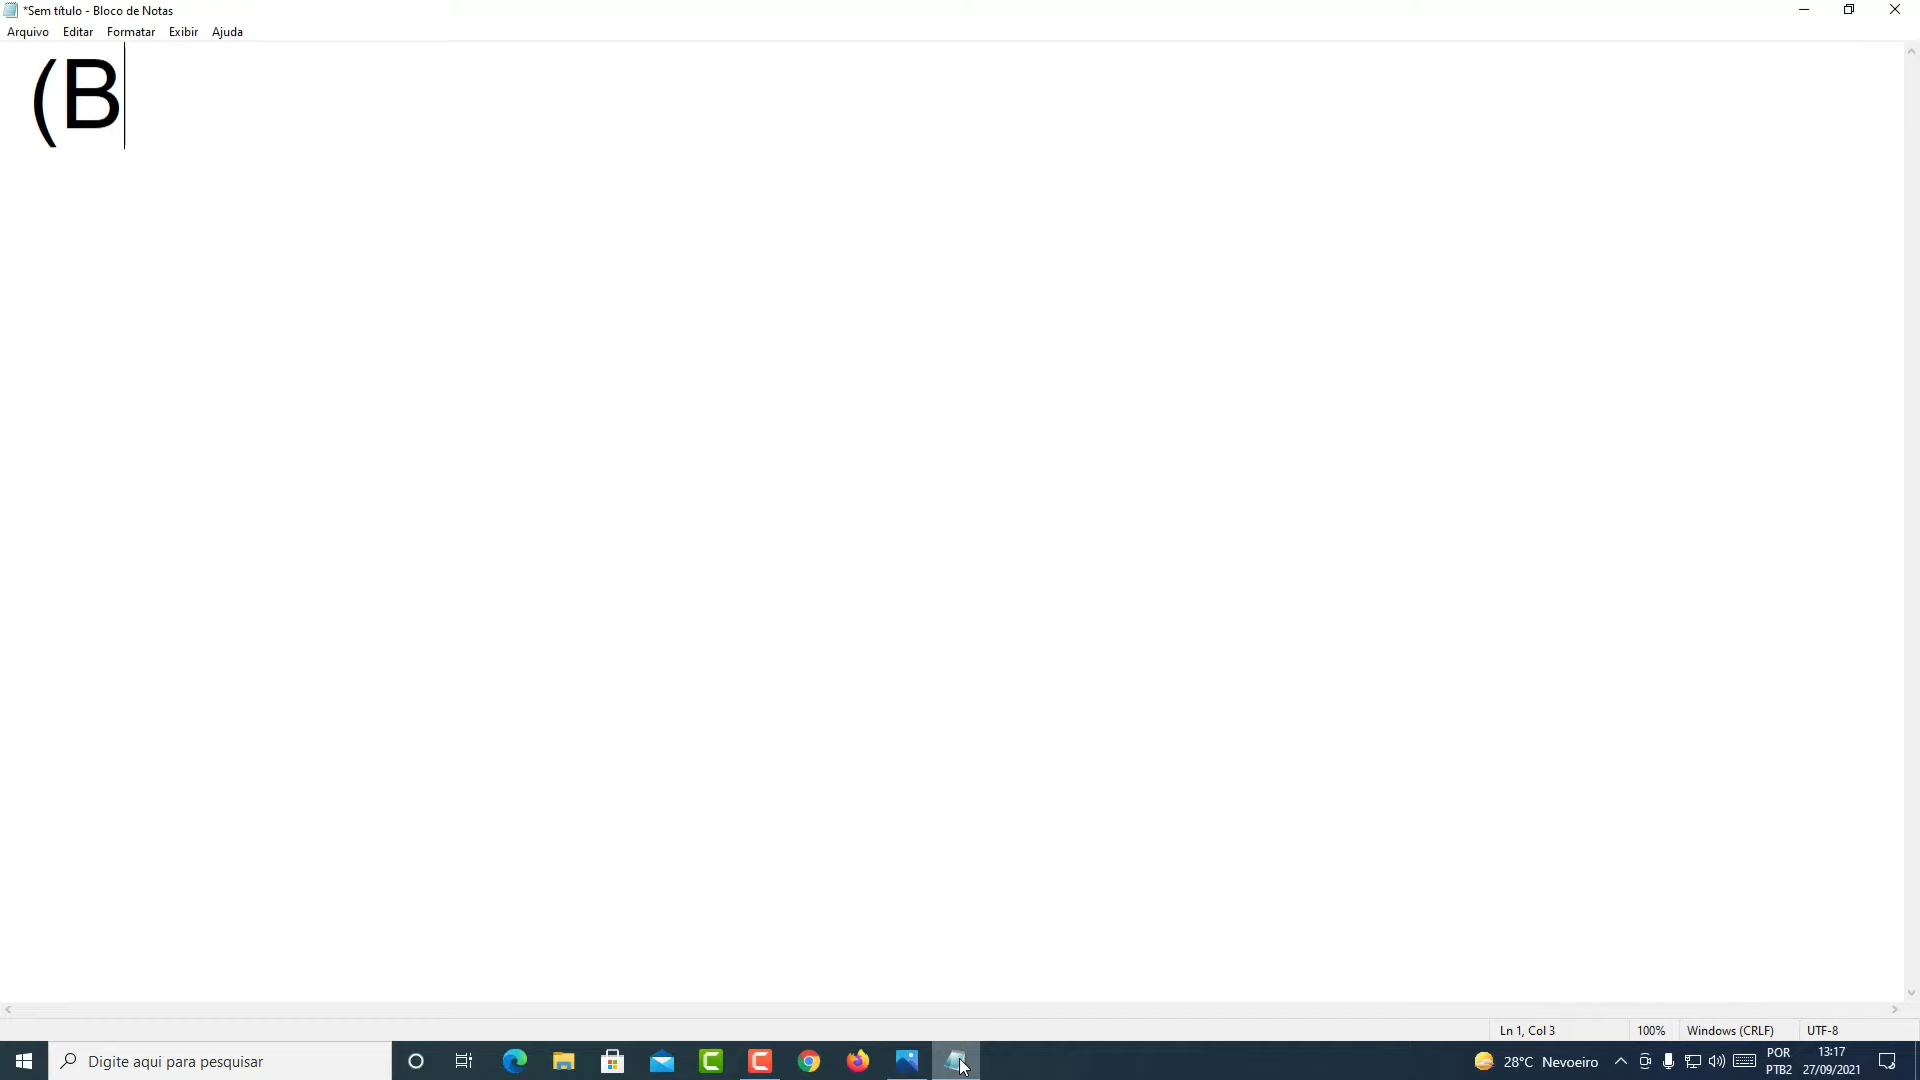 *Sem título - Bloco de Notas
Arquivo Editar Formatar Exibir Ajuda
(B
Ln 1, Col 3 100% Windows (CRLF) UTF-8
Digite aqui para pesquisar
28°C Nevoeiro
POR
PTB2
13:17
27/09/2021